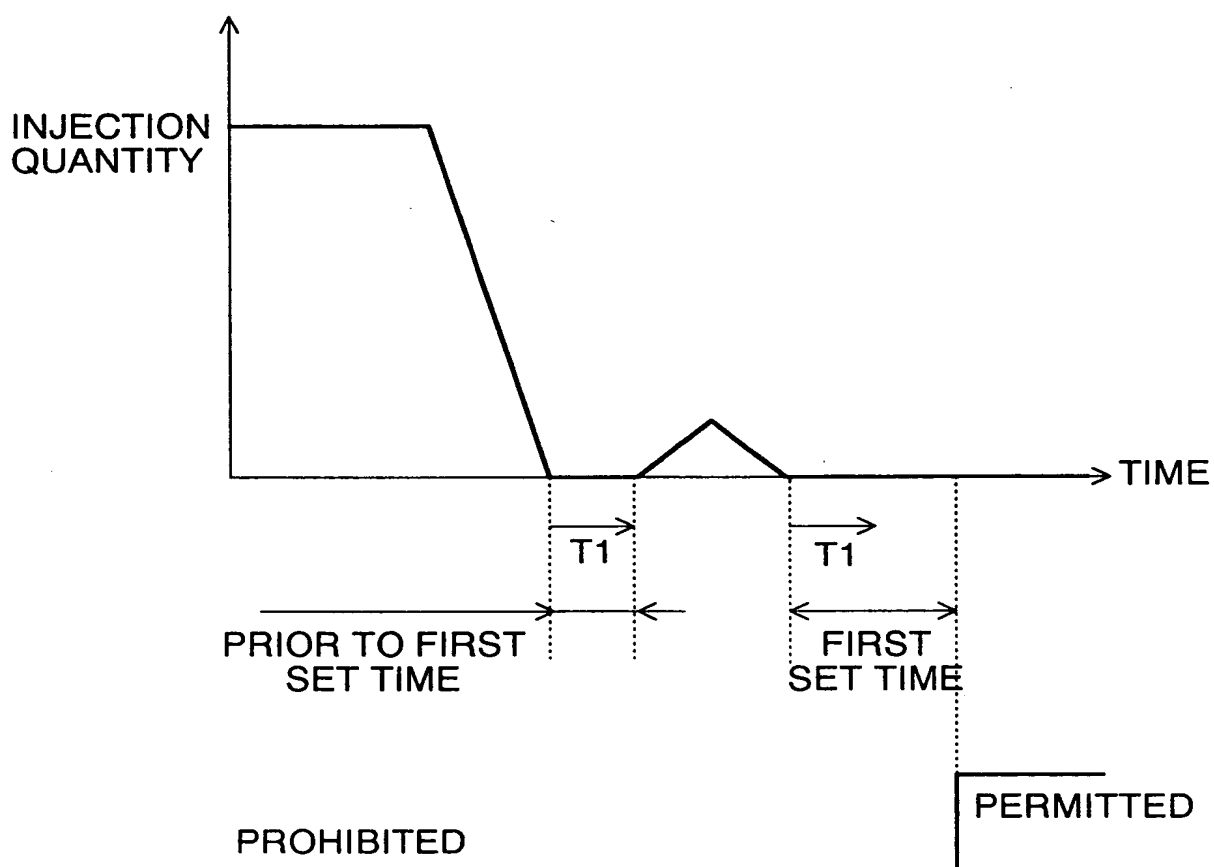 INJECTION
QUANTITY
TIME
T1
T1
PRIOR TO FIRST
SET TIME
FIRST
SET TIME
PERMITTED
PROHIBITED